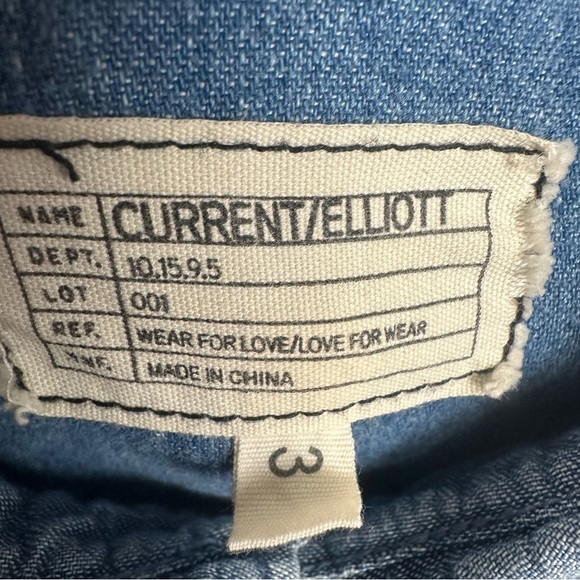 NAME CURRENT/ELLIOTT
DEPT. 10.15.9.5
LOT 001
REF. WEAR FOR LOVE/LOVE FOR WEAR
MNF. MADE IN CHINA
3